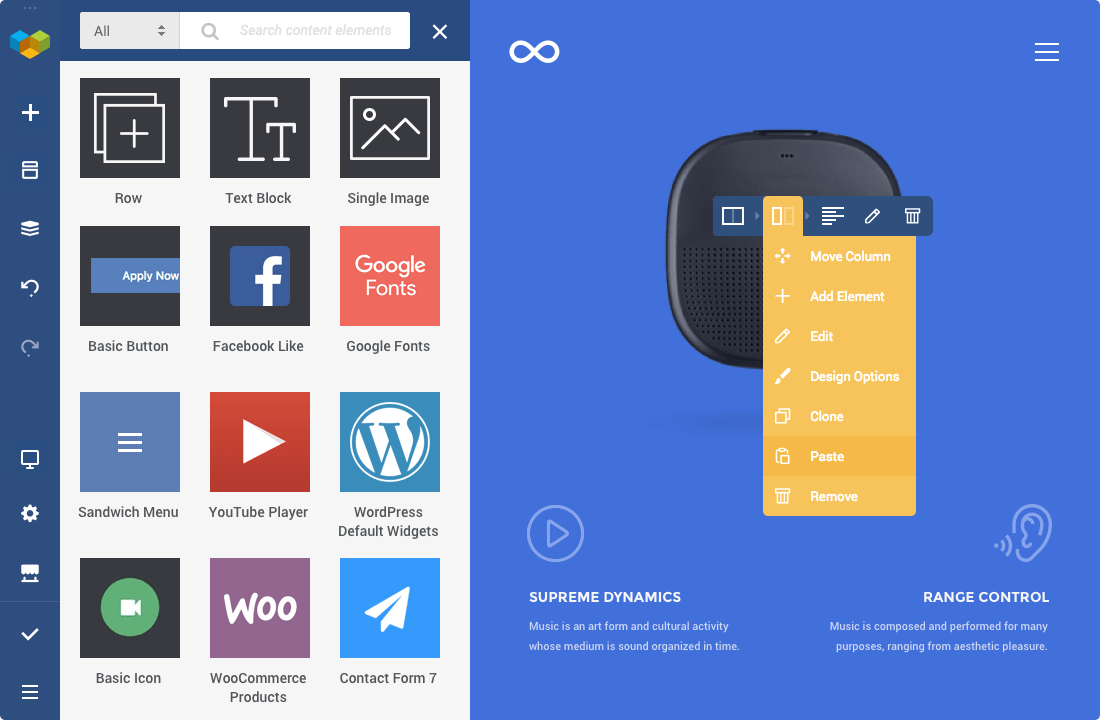 All
Search content elements
Tt
Row
Text Block
Single Image
Apply Now
Google
Fonts
Basic Button
Facebook Like
Google Fonts
Sandwich Menu
YouTube Player
WordPress
Default Widgets
Woo
Basic Icon
WooCommerce
Products
Contact Form 7
Move Column
Add Element
Edit
Design Options
Clone
Paste
Remove
SUPREME DYNAMICS
Music is an art form and cultural activity
whose medium is sound organized in time.
RANGE CONTROL
Music is composed and performed for many
purposes, ranging from aesthetic pleasure.